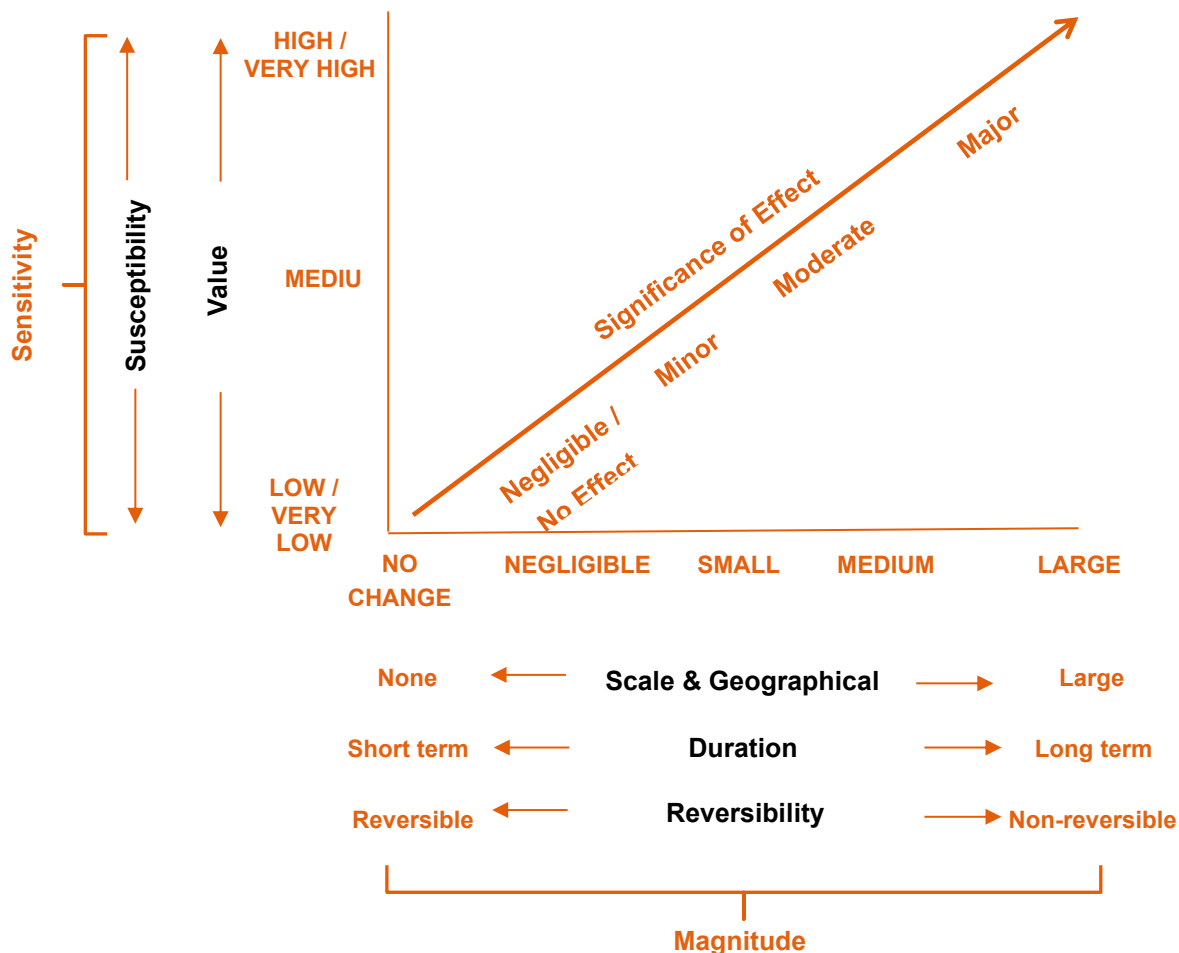 HIGH /
VERY HIGH
Major
Significance of Effect
Moderate
Sensitivity
Susceptibility
Value
MEDIU
Minor
Negligible /
No Effect
LOW /
VERY
LOW
NO
CHANGE
NEGLIGIBLE
SMALL
MEDIUM
LARGE
None
Scale & Geographical
Large
Short term
Duration
Long term
Reversible
Reversibility
Non-reversible
Magnitude